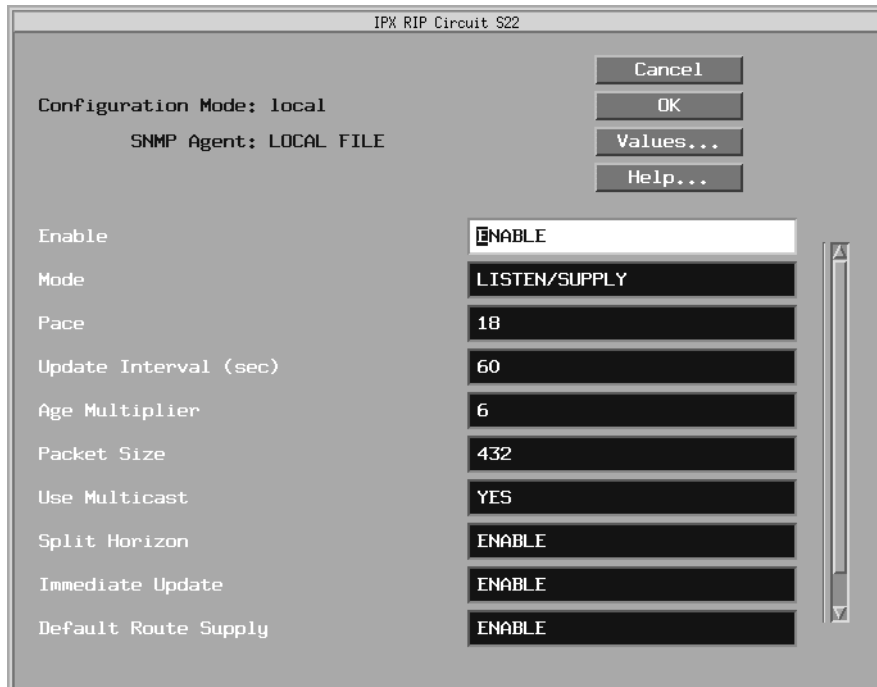 IPX RIP Circuit S22
Cancel
Configuration Mode: local
OK
SNMP Agent: LOCAL FILE
Values...
Help...
Enable ENABLE
Mode LISTEN/SUPPLY
Pace 18
Update Interval (sec) 60
Age Multiplier 6
Packet Size 432
Use Multicast YES
Split Horizon ENABLE
Immediate Update ENABLE
Default Route Supply ENABLE